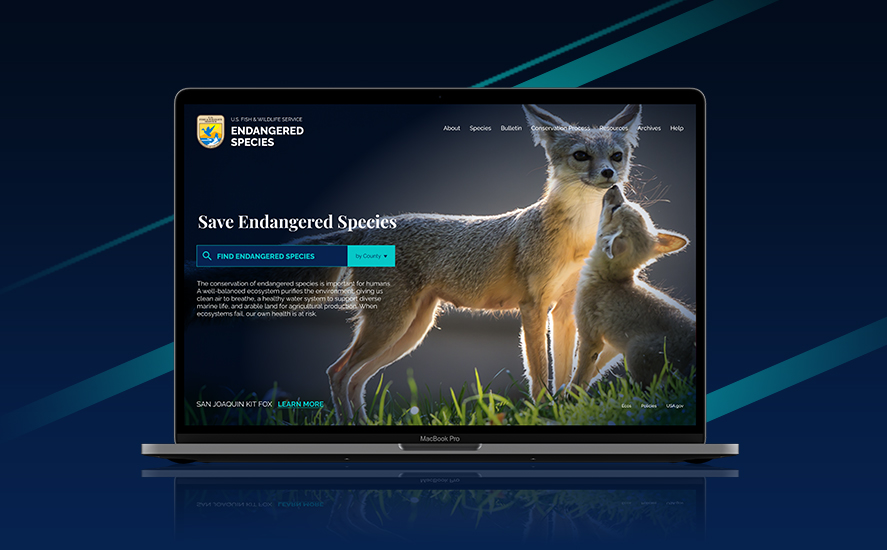 U.S. FISH & WILDLIFE SERVICE
ENDANGERED
SPECIES
About Species Bulletin Conservation Process Resources Archives Help
Save Endangered Species
FIND ENDANGERED SPECIES by County
The conservation of endangered species is important for humans.
A well-balanced ecosystem purifies the environment, giving us
clean air to breathe, a healthy water system to support diverse
marine life, and arable land for agricultural production. When
ecosystems fail, our own health is at risk.
SAN JOAQUIN KIT FOX LEARN MORE
Ecos Policies USA.gov
MacBook Pro